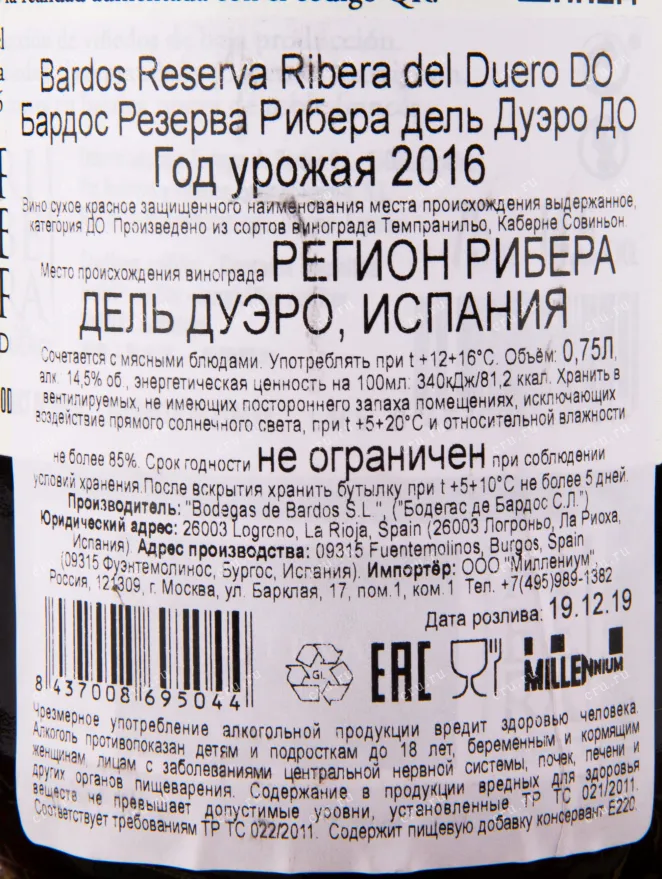 la realidad aumentada con el código QR.
Bardos Reserva Ribera del Duero DO
Бардос Резерва Рибера дель Дуэро ДО
Год урожая 2016
Вино сухое красное защищенного наименования места происхождения выдержанное,
категория ДО. Произведено из сортов винограда Темпранильо, Каберне Совиньон.
Место происхождения винограда РЕГИОН РИБЕРА
ДЕЛЬ ДУЭРО, ИСПАНИЯ
Сочетается с мясными блюдами. Употреблять при t +12+16°С. Объём: 0,75Л,
алк. 14,5% об., энергетическая ценность на 100мл: 340кДж/81,2 ккал. Хранить в
вентилируемых, не имеющих постороннего запаха помещениях, исключающих
воздействие прямого солнечного света, при t +5+20°С и относительной влажности
не более 85%. Срок годности не ограничен при соблюдении
условий хранения.После вскрытия хранить бутылку при t +5+10°С не более 5 дней.
Производитель: "Bodegas de Bardos S.L.", ("Бодегас де Бардос С.Л.")
Юридический адрес: 26003 Logrono, La Rioja, Spain (26003 Логроньо, Ла Риоха,
Испания). Адрес производства: 09315 Fuentemolinos, Burgos, Spain
(09315 Фуэнтемолинос, Бургос, Испания). Импортёр: ООО "Миллениум",
Россия, 121309, г. Москва, ул. Барклая, 17, пом.1, ком.1 Тел. +7(495)989-1382
Дата розлива: 19.12.19
8 437008 695044
GL
EAC
MILLENNIUM
Чрезмерное употребление алкогольной продукции вредит здоровью человека.
Алкоголь противопоказан детям и подросткам до 18 лет, беременным и кормящим
женщинам, лицам с заболеваниями центральной нервной системы, почек, печени и
других органов пищеварения. Содержание в продукции вредных для здоровья
веществ не превышает допустимые уровни, установленные ТР ТС 021/2011.
Соответствует требованиям ТР ТС 022/2011. Содержит пищевую добавку консервант Е220.